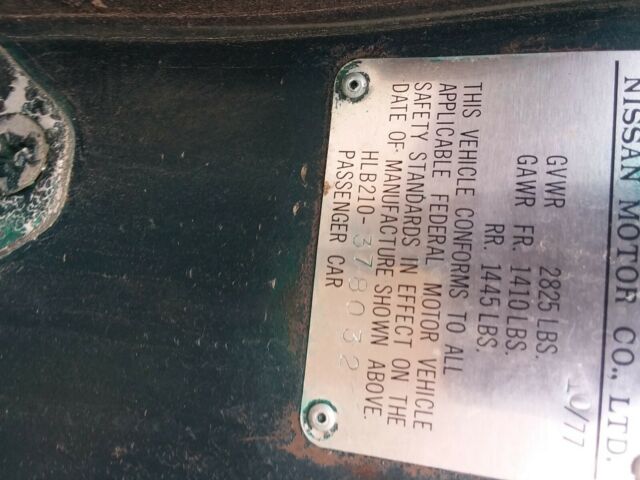 NISSAN MOTOR CO., LTD.
10/77
GVWR 2825 LBS.
GAWR FR. 1410 LBS.
RR. 1445 LBS.
THIS VEHICLE CONFORMS TO ALL
APPLICABLE FEDERAL MOTOR VEHICLE
SAFETY STANDARDS IN EFFECT ON THE
DATE OF MANUFACTURE SHOWN ABOVE.
HLB210-378032
PASSENGER CAR